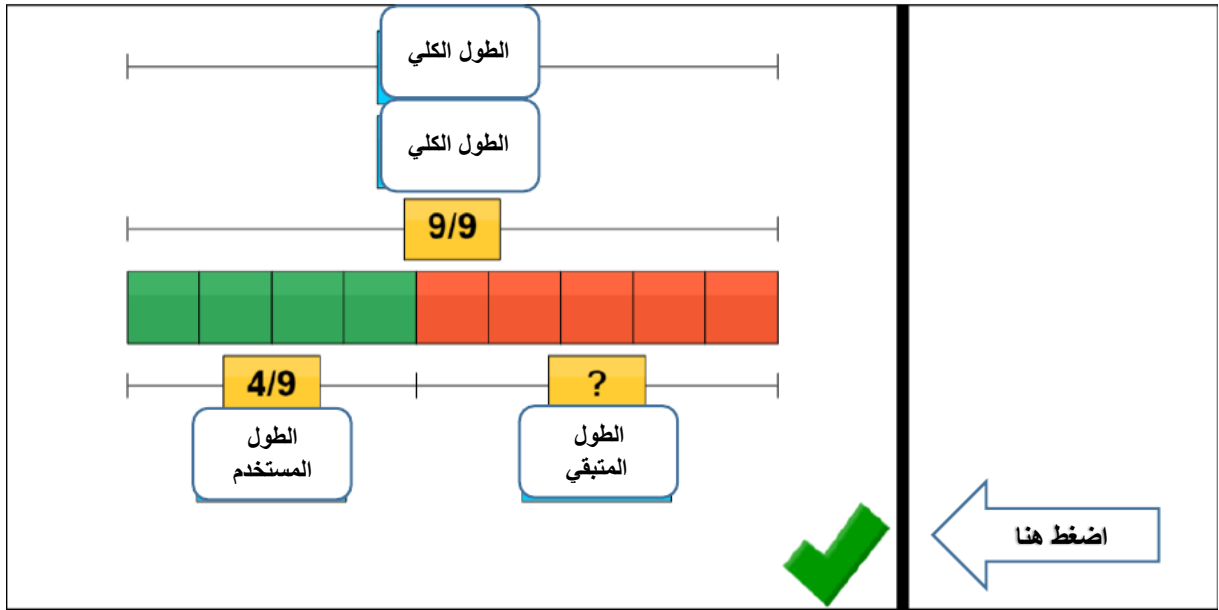 الطول الكلي
الطول الكلي
9/9
4/9
?
الطول
المستخدم
الطول
المتبقي
اضغط هنا